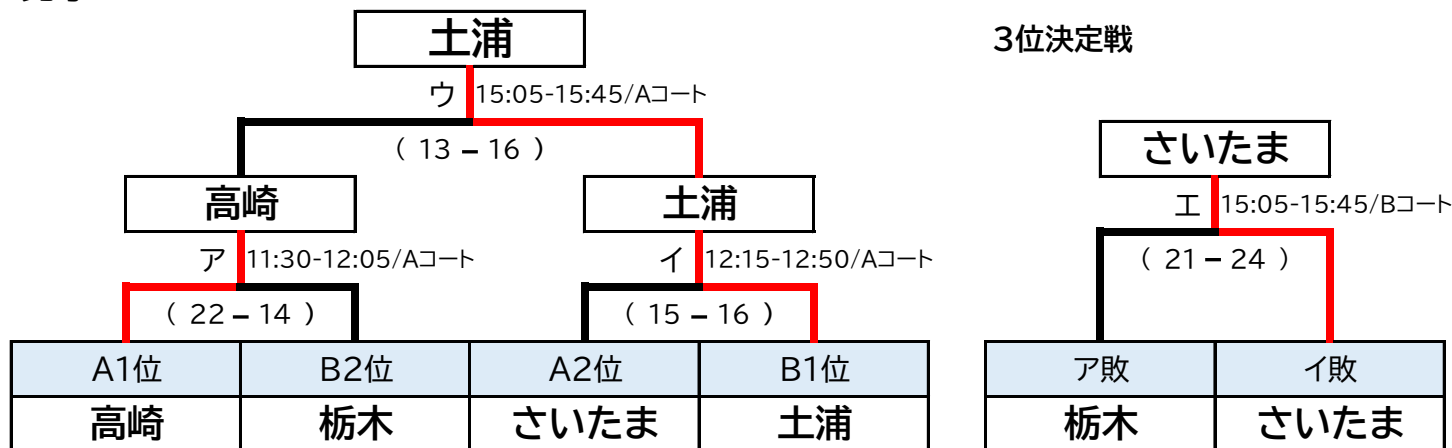 土浦
3位決定戦
ウ 15:05-15:45/Aコート
( 13 – 16 )
さいたま
高崎 土浦
エ 15:05-15:45/Bコート
ア 11:30-12:05/Aコート イ 12:15-12:50/Aコート
( 21 – 24 )
( 22 – 14 ) ( 15 – 16 )
A1位 B2位 A2位 B1位 ア敗 イ敗
高崎 栃木 さいたま 土浦 栃木 さいたま